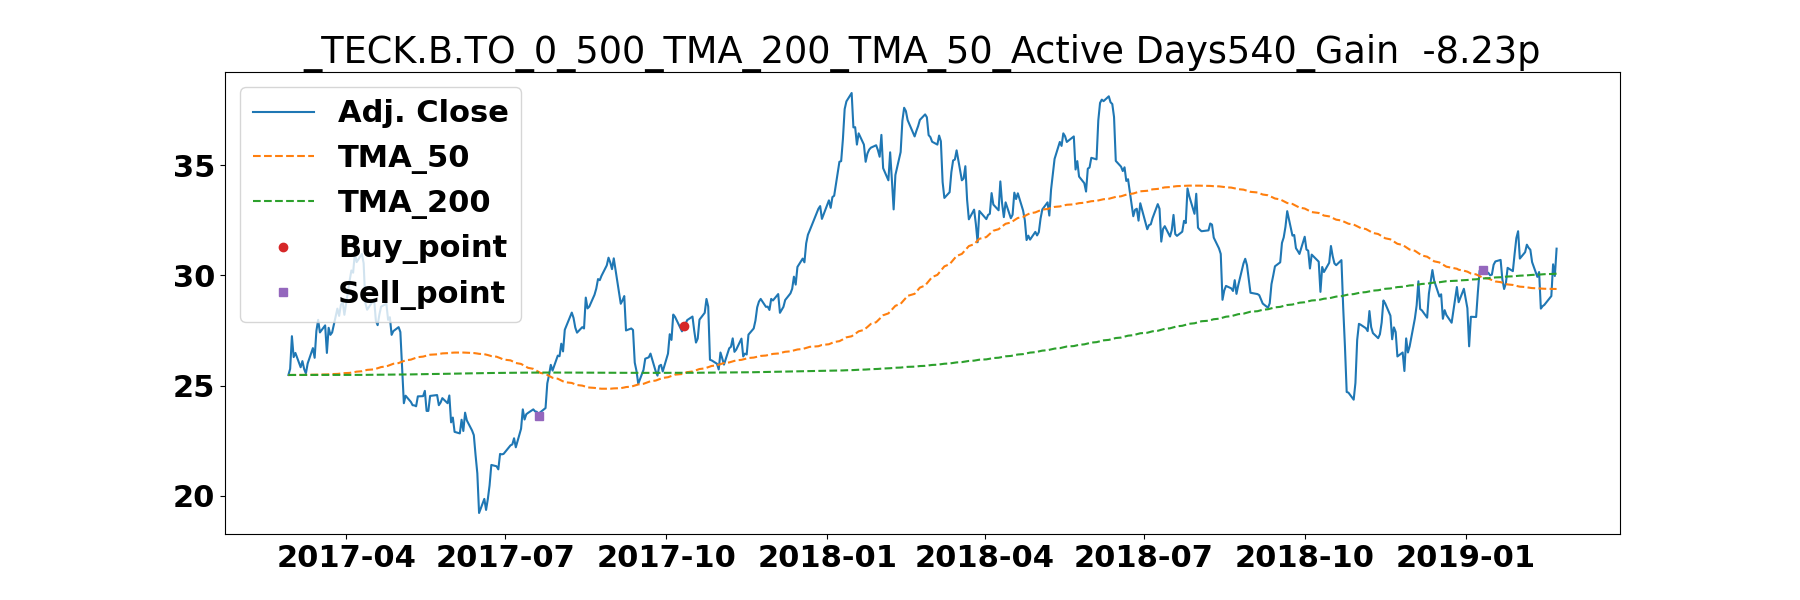 _TECK.B.TO_0_500_TMA_200_TMA_50_Active Days540_Gain  -8.23p
Adj. Close
TMA_50
TMA_200
Buy_point
Sell_point
35
30
25
20
2017-04 2017-07 2017-10 2018-01 2018-04 2018-07 2018-10 2019-01